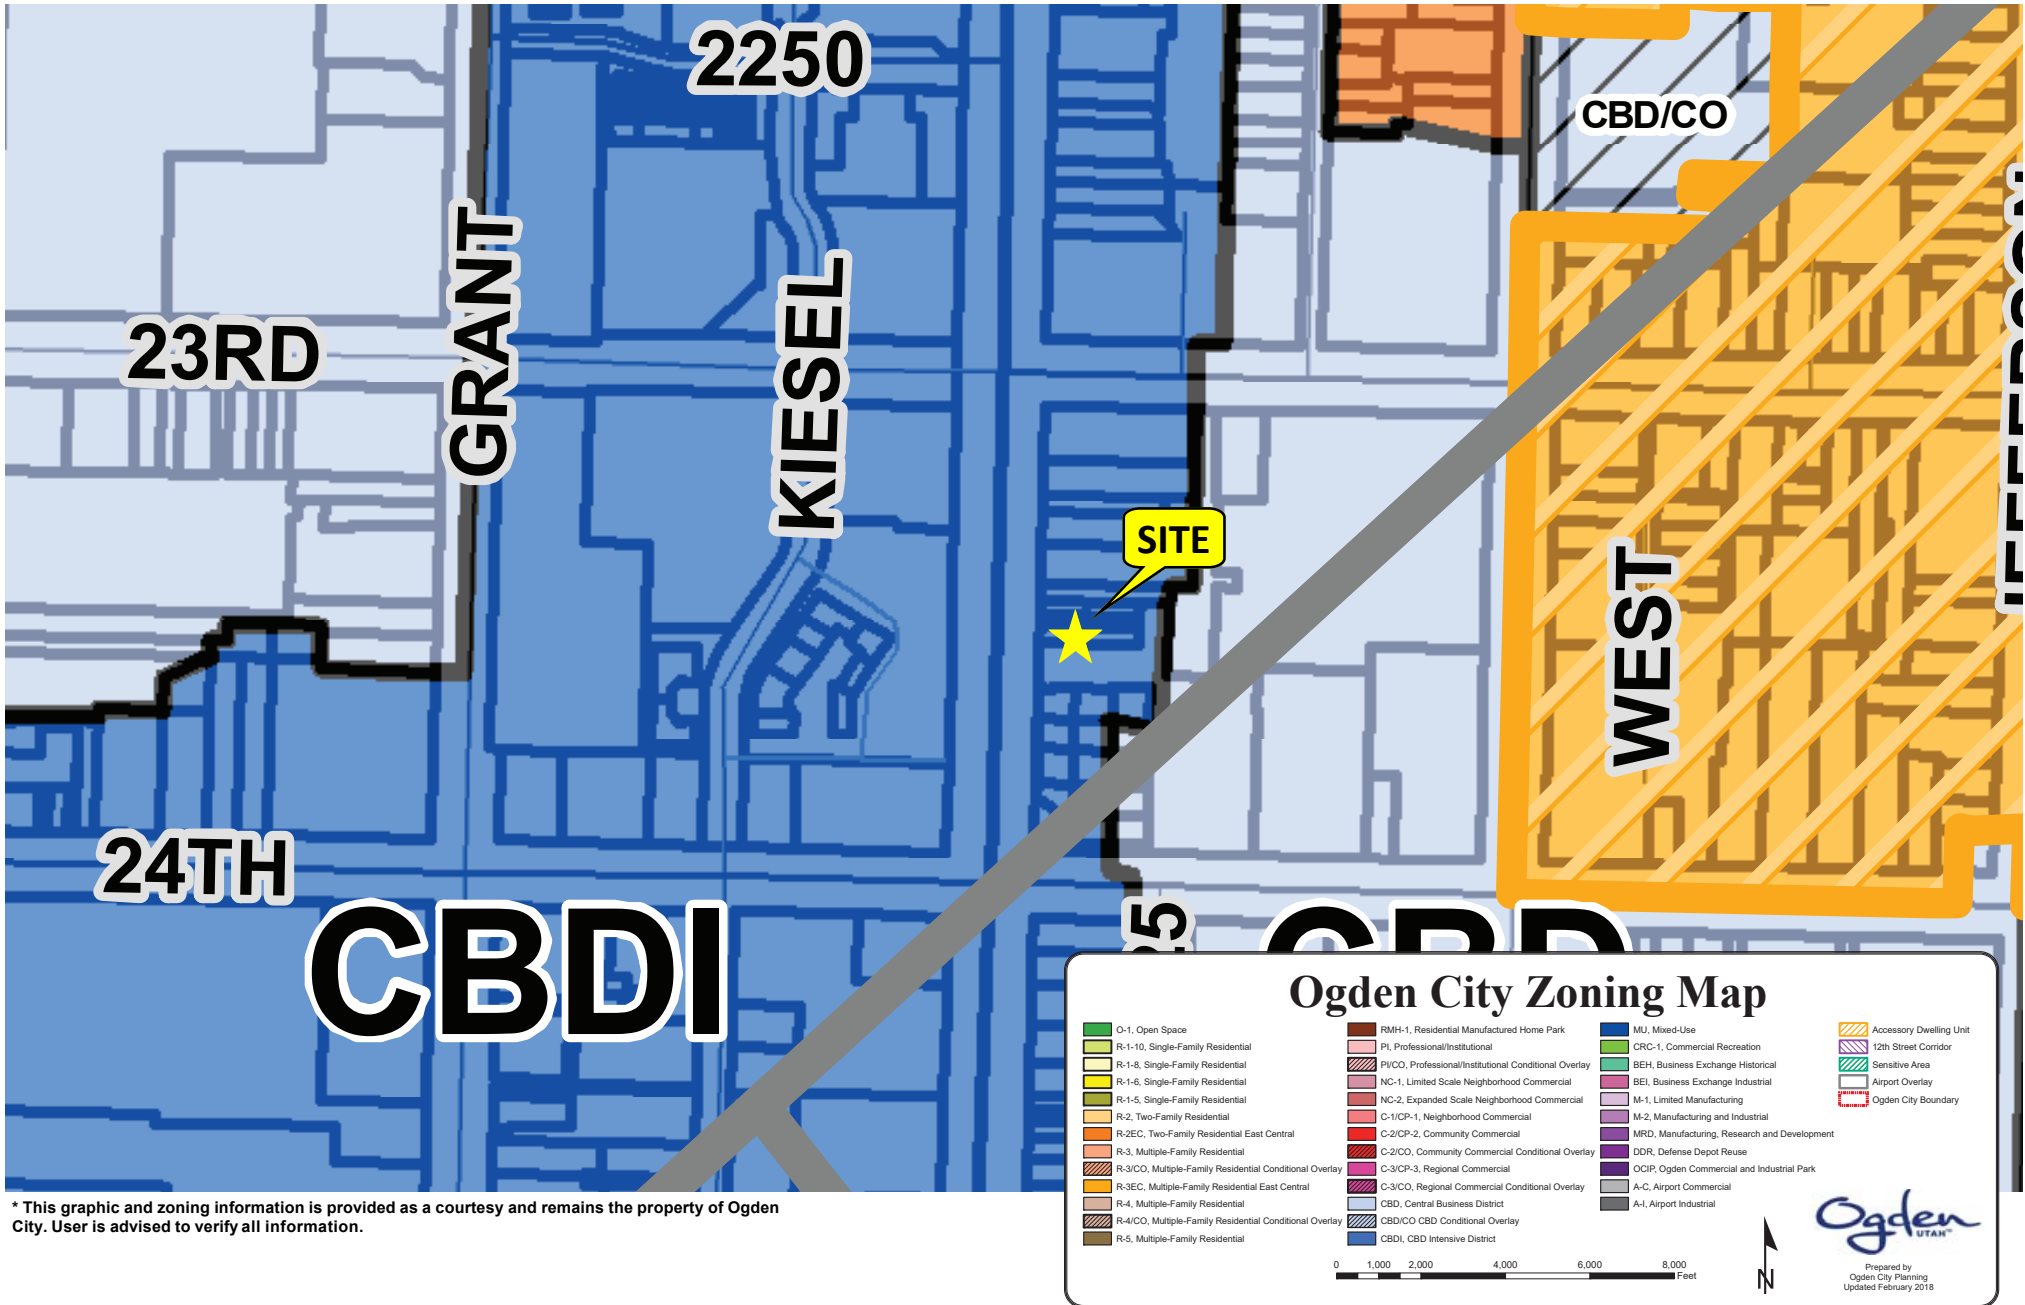 2250
CBD/CO
GRANT
23RD
KIESEL
JEFFERSON
SITE
WEST
24TH
CBDI
CBD
Ogden City Zoning Map
O-1, Open Space
R-1-10, Single-Family Residential
R-1-8, Single-Family Residential
R-1-6, Single-Family Residential
R-1-5, Single-Family Residential
R-2, Two-Family Residential
R-2EC, Two-Family Residential East Central
R-3, Multiple-Family Residential
R-3/CO, Multiple-Family Residential Conditional Overlay
R-3EC, Multiple-Family Residential East Central
R-4, Multiple-Family Residential
R-4/CO, Multiple-Family Residential Conditional Overlay
R-5, Multiple-Family Residential
RMH-1, Residential Manufactured Home Park
PI, Professional/Institutional
PI/CO, Professional/Institutional Conditional Overlay
NC-1, Limited Scale Neighborhood Commercial
NC-2, Expanded Scale Neighborhood Commercial
C-1/CP-1, Neighborhood Commercial
C-2/CP-2, Community Commercial
C-2/CO, Community Commercial Conditional Overlay
C-3/CP-3, Regional Commercial
C-3/CO, Regional Commercial Conditional Overlay
CBD, Central Business District
CBD/CO CBD Conditional Overlay
CBDI, CBD Intensive District
MU, Mixed-Use
CRC-1, Commercial Recreation
BEH, Business Exchange Historical
BEI, Business Exchange Industrial
M-1, Limited Manufacturing
M-2, Manufacturing and Industrial
MRD, Manufacturing, Research and Development
DDR, Defense Depot Reuse
OCIP, Ogden Commercial and Industrial Park
A-C, Airport Commercial
A-I, Airport Industrial
Accessory Dwelling Unit
12th Street Corridor
Sensitive Area
Airport Overlay
Ogden City Boundary
0 1,000 2,000 4,000 6,000 8,000
Feet
N
Ogden
UTAH™
Prepared by
Ogden City Planning
Updated February 2018
* This graphic and zoning information is provided as a courtesy and remains the property of Ogden
City. User is advised to verify all information.